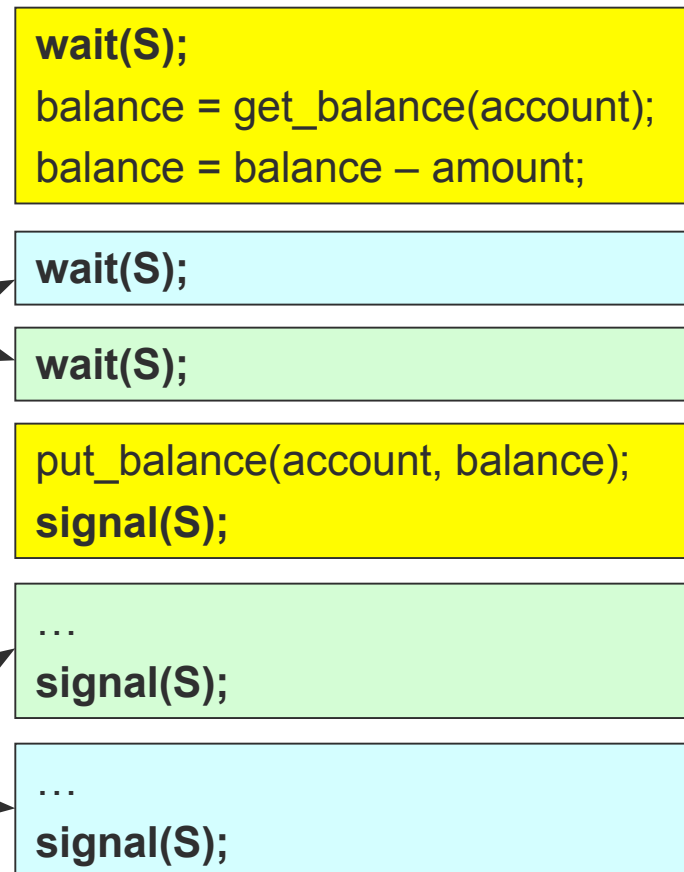 wait(S);
balance = get_balance(account);
balance = balance – amount;
wait(S);
wait(S);
put_balance(account, balance);
signal(S);
…
signal(S);
…
signal(S);